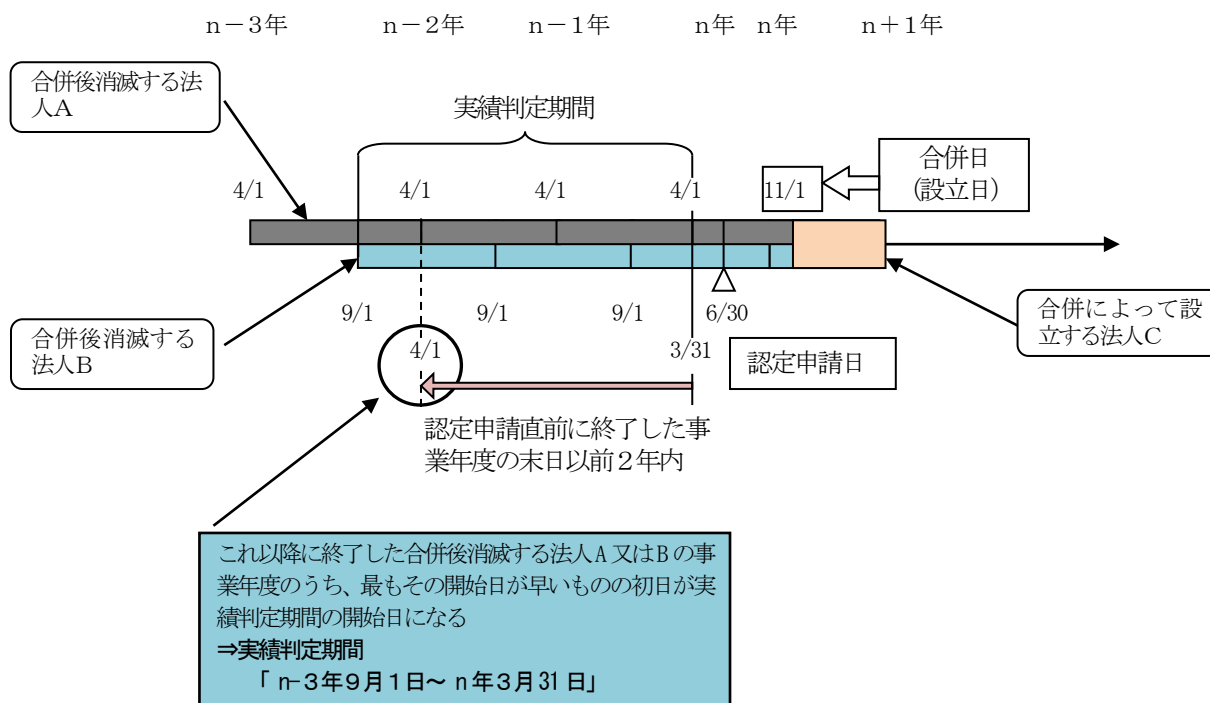 n－3年 n－2年 n－1年 n年 n年 n＋1年
合併後消滅する法
人A
実績判定期間
合併日
(設立日)
4/1 4/1 4/1 4/1 11/1
9/1 9/1 9/1 6/30
合併後消滅する
法人B
4/1 3/31
認定申請日
合併によって設
立する法人C
認定申請直前に終了した事
業年度の末日以前２年内
これ以降に終了した合併後消滅する法人A又はBの事
業年度のうち、最もその開始日が早いものの初日が実
績判定期間の開始日になる
⇒実績判定期間
「 n-３年９月１日～ n年３月31日」